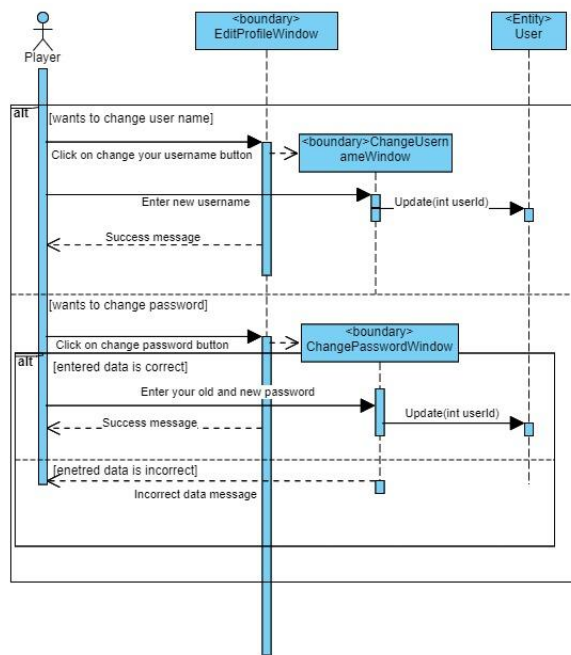 <boundary>
EditProfileWindow
<Entity>
User
Player
alt
[wants to change user name]
<boundary>ChangeUsern
ameWindow
Click on change your username button
Enter new username
Update(int userId)
Success message
[wants to change password]
<boundary>
ChangePasswordWindow
Click on change password button
alt
[entered data is correct]
Enter your old and new password
Update(int userId)
Success message
[enetred data is incorrect]
Incorrect data message